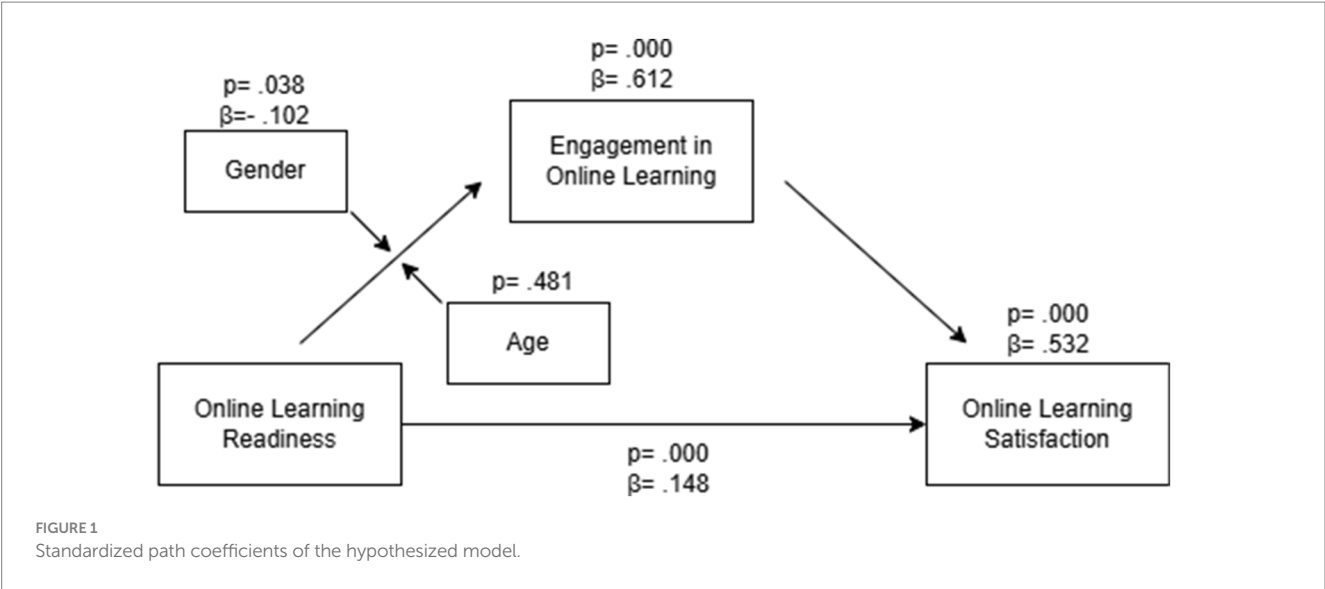 p= .000
β= .612
p= .038
β=- .102
Engagement in
Online Learning
Gender
p= .481
Age
p= .000
β= .532
Online Learning
Readiness
Online Learning
Satisfaction
p= .000
β= .148
FIGURE 1
Standardized path coefficients of the hypothesized model.